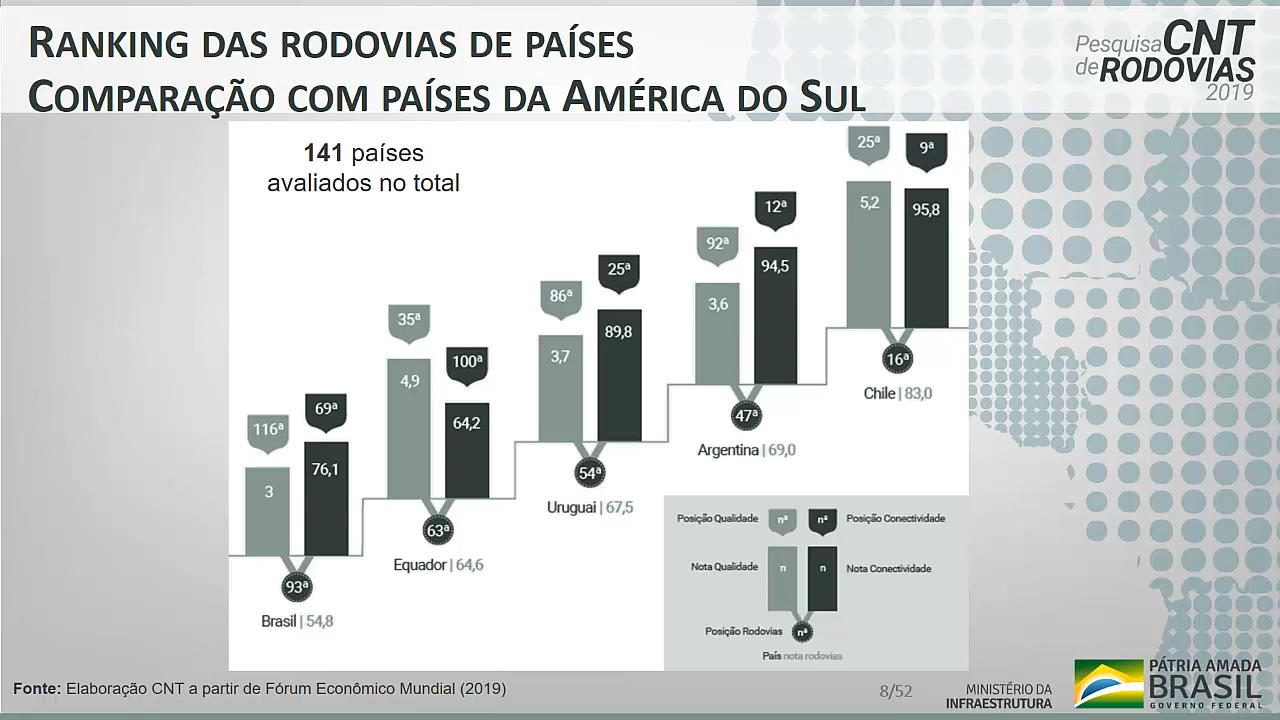 RANKING DAS RODOVIAS DE PAÍSES
COMPARAÇÃO COM PAÍSES DA AMÉRICA DO SUL
Pesquisa CNT
de RODOVIAS
2019
141 países
avaliados no total
116ª
3
69ª
76,1
93ª
Brasil | 54,8
35ª
4,9
100ª
64,2
63ª
Equador | 64,6
86ª
3,7
25ª
89,8
54ª
Uruguai | 67,5
92ª
3,6
12ª
94,5
47ª
Argentina | 69,0
25ª
5,2
9ª
95,8
16ª
Chile | 83,0
Posição Qualidade nª nª Posição Conectividade
Nota Qualidade n n Nota Conectividade
Posição Rodovias nª
País nota rodovias
Fonte: Elaboração CNT a partir de Fórum Econômico Mundial (2019)
8/52
MINISTÉRIO DA
INFRAESTRUTURA
PÁTRIA AMADA
BRASIL
GOVERNO FEDERAL